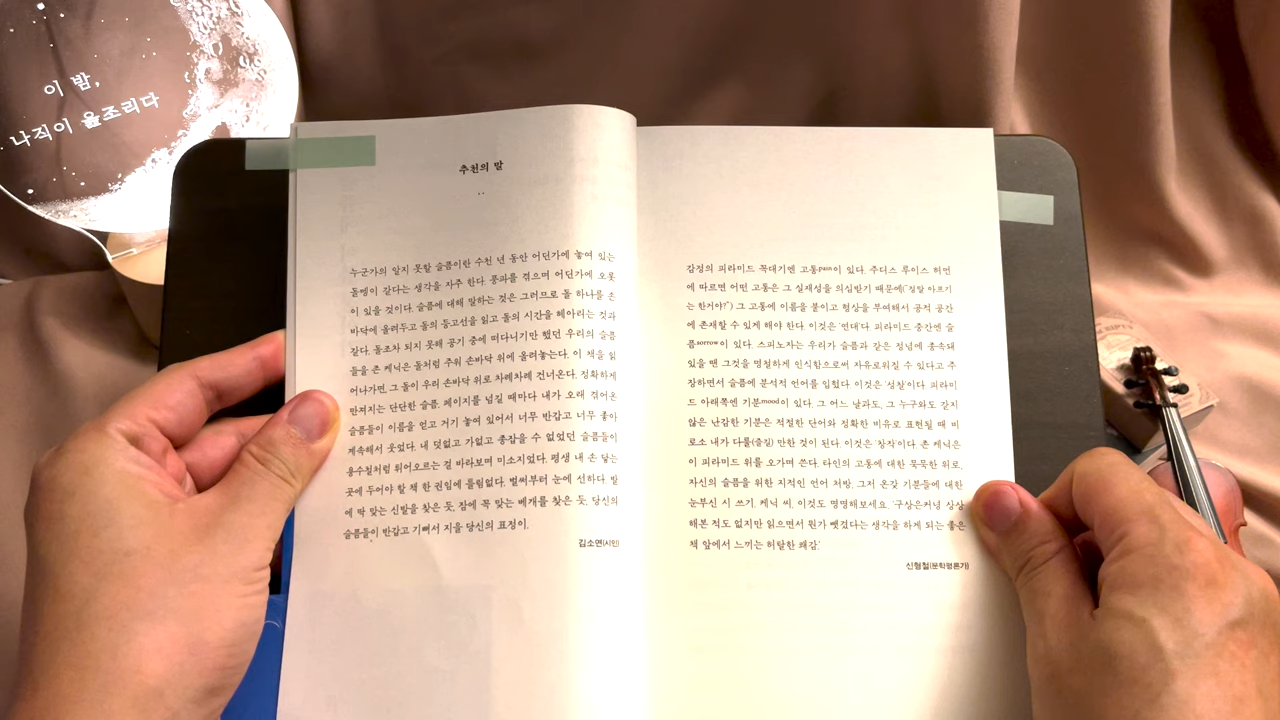 이 밤,
나직이 읊조리다
추천의 말
누군가의 알지 못할 슬픔이란 수천 년 동안 어딘가에 놓여 있는
돌멩이 같다는 생각을 자주 한다. 풍파를 겪으며 어딘가에 오롯
이 있을 것이다. 슬픔에 대해 말하는 것은 그러므로 돌 하나를 손
바닥에 올려두고 돌의 등고선을 읽고 돌의 시간을 헤아리는 것과
같다. 돌조차 되지 못해 공기 중에 떠다니기만 했던 우리의 슬픔
들을 존 케닉은 돌처럼 주워 손바닥 위에 올려놓는다. 이 책을 읽
어나가면, 그 돌이 우리 손바닥 위로 차례차례 건너온다. 정확하게
만져지는 단단한 슬픔. 페이지를 넘길 때마다 내가 오래 겪어온
슬픔들이 이름을 얻고 거기 놓여 있어서 너무 반갑고 너무 좋아
계속해서 웃었다. 내 덧없고 가없고 종잡을 수 없었던 슬픔들이
용수철처럼 튀어오르는 걸 바라보며 미소지었다. 평생 내 손 닿는
곳에 두어야 할 책 한 권임에 틀림없다. 벌써부터 눈에 선하다. 발
에 딱 맞는 신발을 찾은 듯, 잠에 꼭 맞는 베개를 찾은 듯, 당신의
슬픔들이 반갑고 기뻐서 지을 당신의 표정이.
김소연(시인)
감정의 피라미드 꼭대기엔 고통pain이 있다. 주디스 루이스 허먼
에 따르면 어떤 고통은 그 실재성을 의심받기 때문에("정말 아프기
는 한거야?") 그 고통에 이름을 붙이고 형상을 부여해서 공적 공간
에 존재할 수 있게 해야 한다. 이것은 '연대'다. 피라미드 중간엔 슬
픔sorrow이 있다. 스피노자는 우리가 슬픔과 같은 정념에 종속돼
있을 땐 그것을 명철하게 인식함으로써 자유로워질 수 있다고 주
장하면서 슬픔에 분석적 언어를 입혔다. 이것은 '성찰'이다. 피라미
드 아래쪽엔 기분mood이 있다. 그 어느 날과도, 그 누구와도 같지
않은 난감한 기분은 적절한 단어와 정확한 비유로 표현될 때 비
로소 내가 다룰(즐길) 만한 것이 된다. 이것은 '창작'이다. 존 케닉은
이 피라미드 위를 오가며 쓴다. 타인의 고통에 대한 묵묵한 위로,
자신의 슬픔을 위한 지적인 언어 처방, 그저 온갖 기분들에 대한
눈부신 시 쓰기. 케닉 씨, 이것도 명명해보세요. '구상은커녕 상상
해본 적도 없지만 읽으면서 뭔가 뺏겼다는 생각을 하게 되는 좋은
책 앞에서 느끼는 허탈한 쾌감.'
신형철(문학평론가)